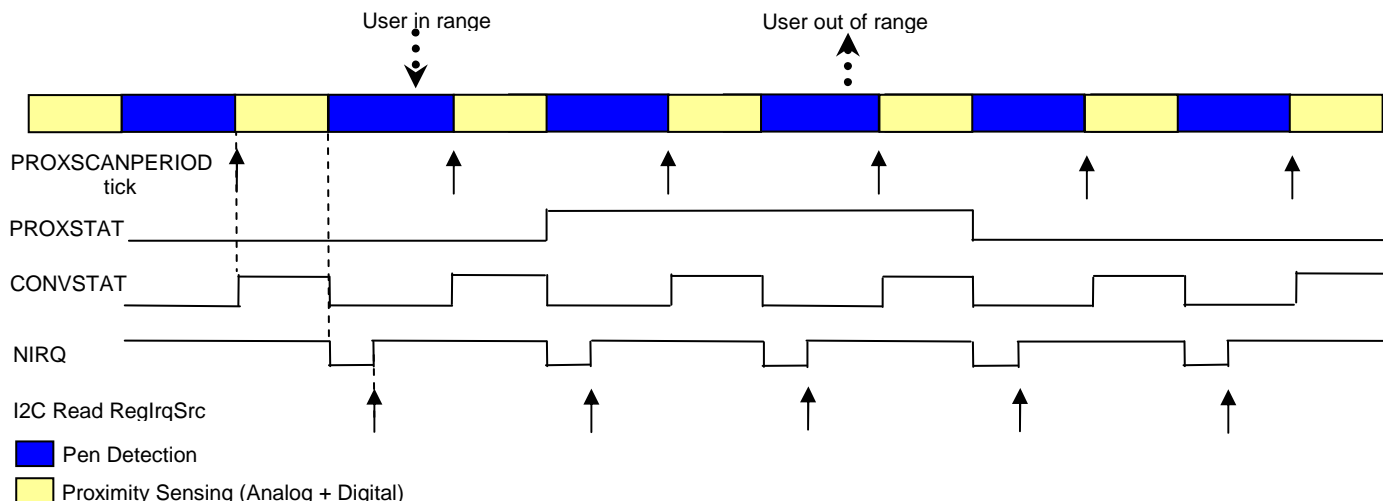 User in range
User out of range
PROXSCANPERIOD
tick
PROXSTAT
CONVSTAT
NIRQ
I2C Read RegIrqSrc
Pen Detection
Proximity Sensing (Analog + Digital)